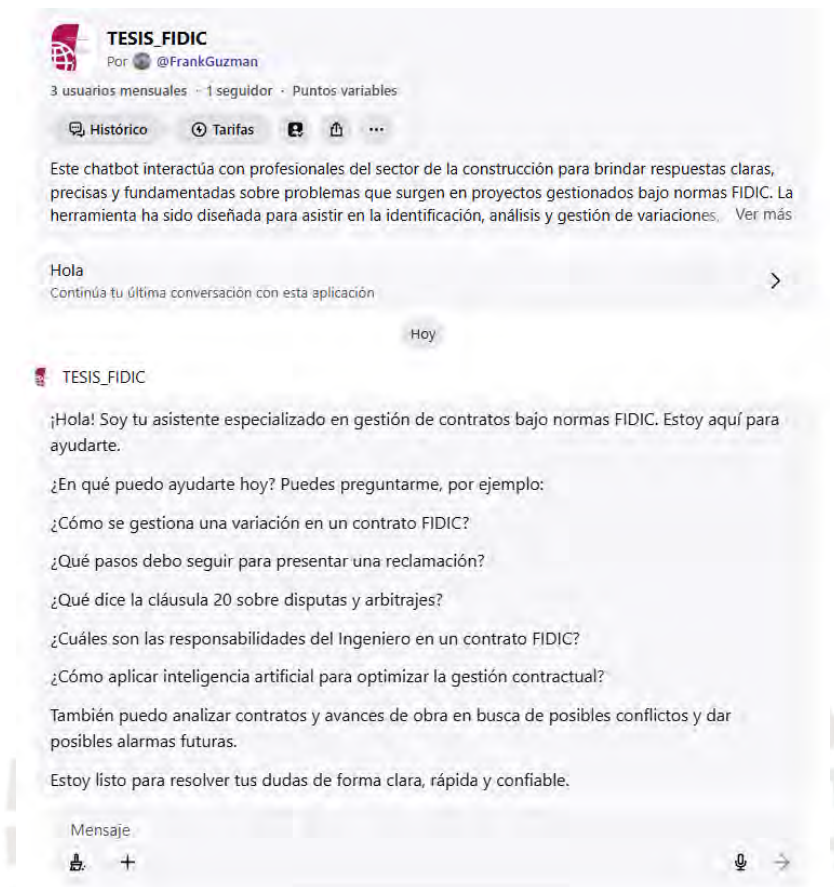 TESIS_FIDIC
Por @FrankGuzman
3 usuarios mensuales · 1 seguidor · Puntos variables
Histórico Tarifas
Este chatbot interactúa con profesionales del sector de la construcción para brindar respuestas claras,
precisas y fundamentadas sobre problemas que surgen en proyectos gestionados bajo normas FIDIC. La
herramienta ha sido diseñada para asistir en la identificación, análisis y gestión de variaciones, Ver más
Hola
Continúa tu última conversación con esta aplicación
Hoy
TESIS_FIDIC
¡Hola! Soy tu asistente especializado en gestión de contratos bajo normas FIDIC. Estoy aquí para
ayudarte.
¿En qué puedo ayudarte hoy? Puedes preguntarme, por ejemplo:
¿Cómo se gestiona una variación en un contrato FIDIC?
¿Qué pasos debo seguir para presentar una reclamación?
¿Qué dice la cláusula 20 sobre disputas y arbitrajes?
¿Cuáles son las responsabilidades del Ingeniero en un contrato FIDIC?
¿Cómo aplicar inteligencia artificial para optimizar la gestión contractual?
También puedo analizar contratos y avances de obra en busca de posibles conflictos y dar
posibles alarmas futuras.
Estoy listo para resolver tus dudas de forma clara, rápida y confiable.
Mensaje